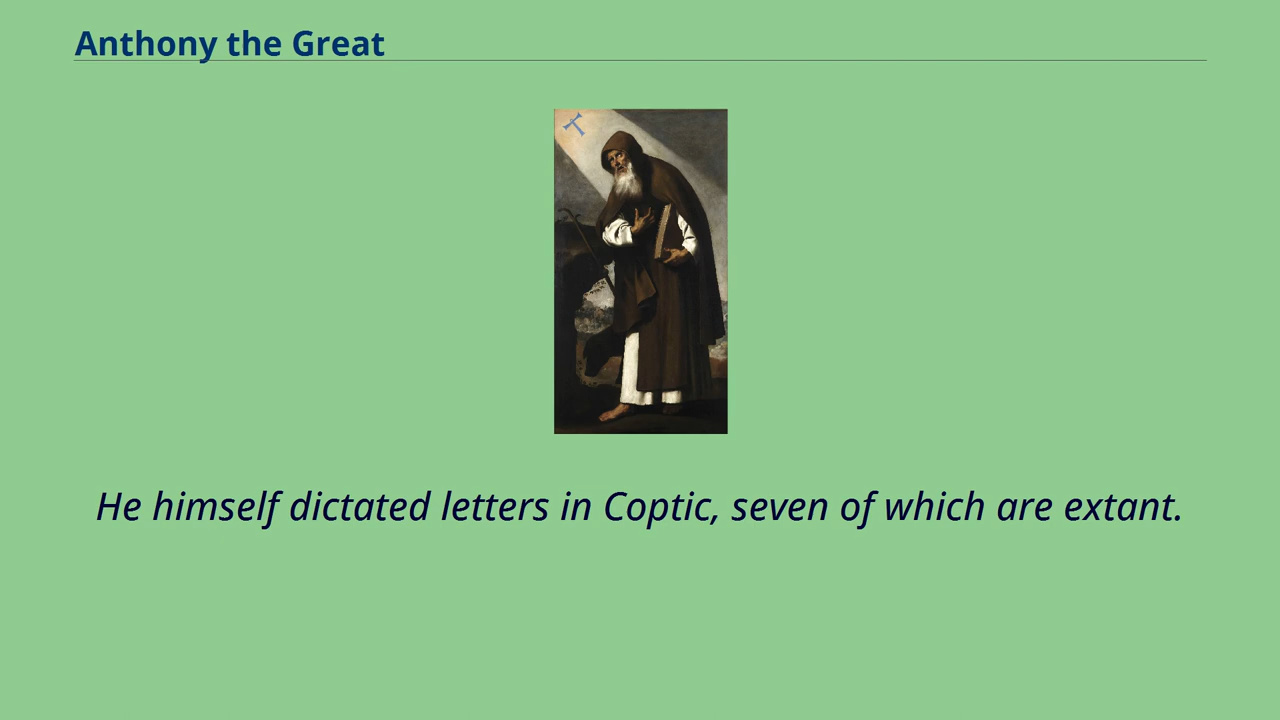 Anthony the Great
He himself dictated letters in Coptic, seven of which are extant.